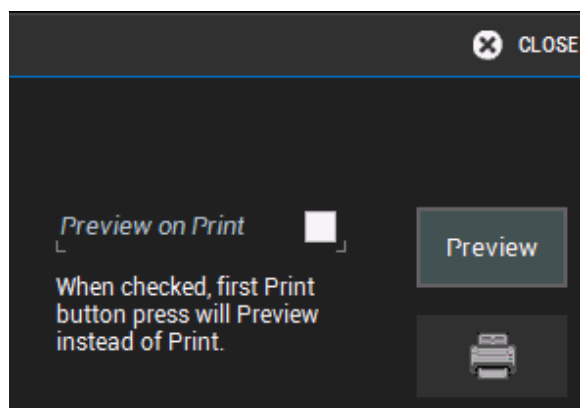 CLOSE
Preview on Print
Preview
When checked, first Print
button press will Preview
instead of Print.